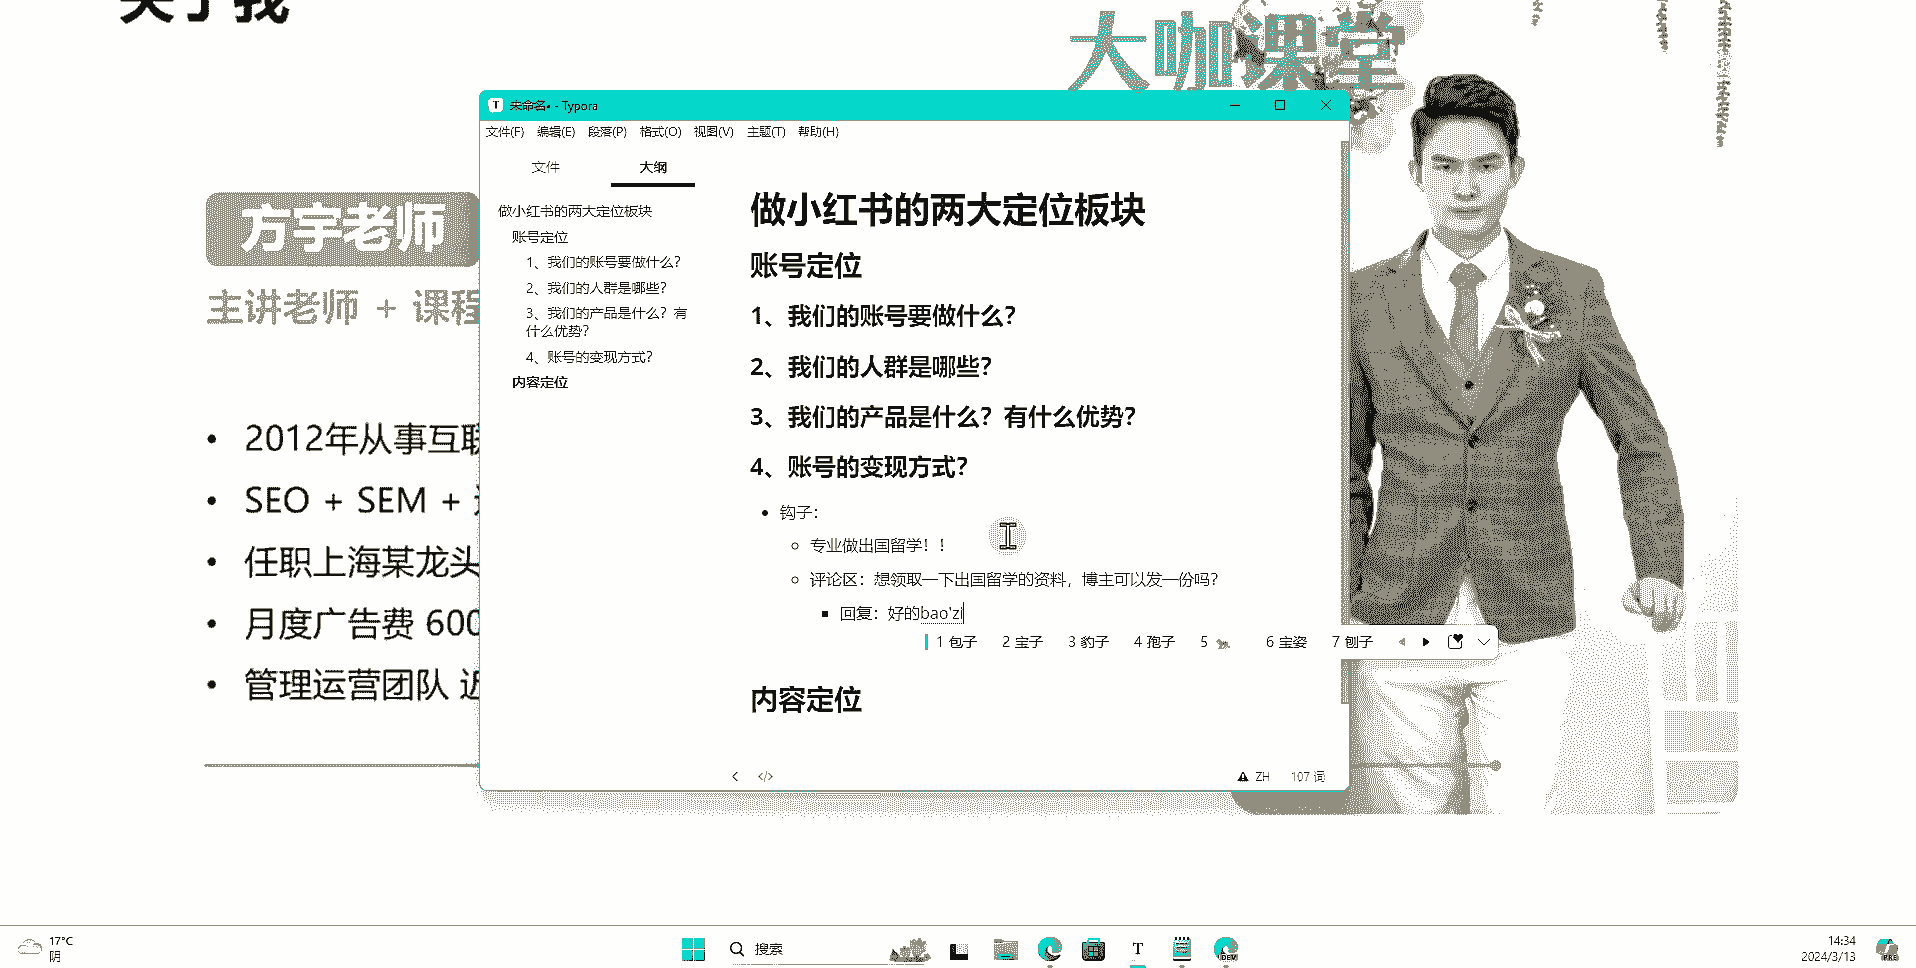 关于我
大咖课堂
方宇老师
主讲老师 + 课程
2012年从事互联
SEO + SEM +
任职上海某龙头
月度广告费 600
管理运营团队 近
未命名• - Typora
文件(F) 编辑(E) 段落(P) 格式(O) 视图(V) 主题(T) 帮助(H)
文件 大纲
做小红书的两大定位板块
账号定位
1、我们的账号要做什么？
2、我们的人群是哪些？
3、我们的产品是什么？有
什么优势？
4、账号的变现方式？
内容定位
做小红书的两大定位板块
账号定位
1、我们的账号要做什么？
2、我们的人群是哪些？
3、我们的产品是什么？有什么优势？
4、账号的变现方式？
钩子：
专业做出国留学！！
评论区：想领取一下出国留学的资料，博主可以发一份吗？
回复：好的bao'zi
1 包子 2 宝子 3 豹子 4 孢子 5 6 宝姿 7 刨子
内容定位
ZH 107 词
17°C
阴
搜索
DEV
14:34
2024/3/13
PRE